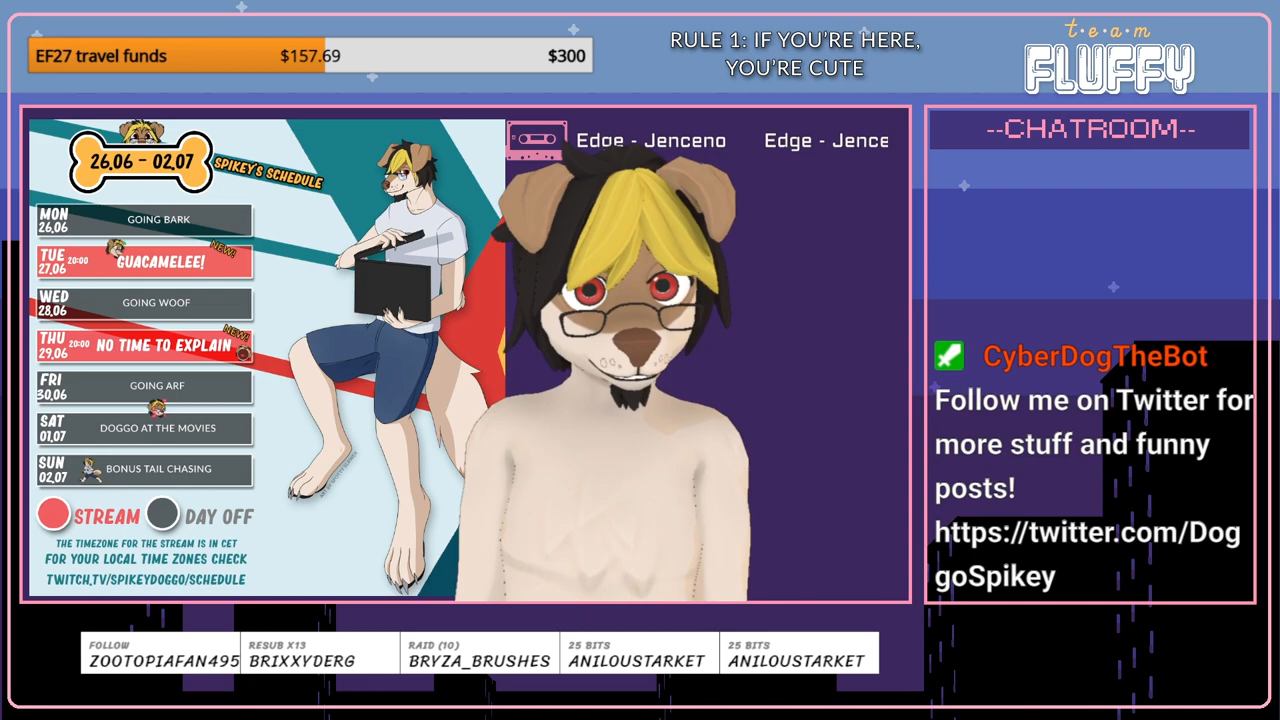 EF27 travel funds $157.69 $300
RULE 1: IF YOU'RE HERE,
YOU'RE CUTE
t·e·a·m
FLUFFY
26.06 - 02.07
SPIKEY'S SCHEDULE
MON
26.06
GOING BARK
TUE
27.06
20:00
GUACAMELEE!
NEW!
WED
28.06
GOING WOOF
THU
29.06
20:00
NO TIME TO EXPLAIN
NEW!
FRI
30.06
GOING ARF
SAT
01.07
DOGGO AT THE MOVIES
SUN
02.07
BONUS TAIL CHASING
STREAM DAY OFF
THE TIMEZONE FOR THE STREAM IS IN CET
FOR YOUR LOCAL TIME ZONES CHECK
TWITCH.TV/SPIKEYDOGGO/SCHEDULE
Edge - Jenceno Edge - Jence
--CHATROOM--
CyberDogTheBot
Follow me on Twitter for
more stuff and funny
posts!
https://twitter.com/Dog
goSpikey
FOLLOW
ZOOTOPIAFAN495
RESUB X13
BRIXXYDERG
RAID (10)
BRYZA_BRUSHES
25 BITS
ANILOUSTARKET
25 BITS
ANILOUSTARKET